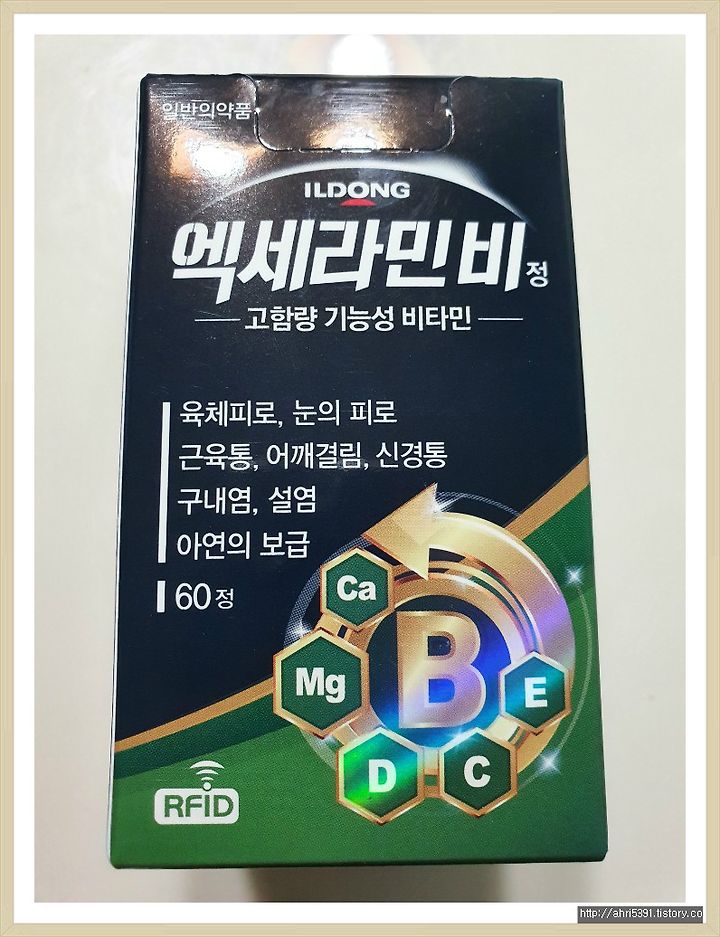 일반의약품
ILDONG
엑세라민 비 정
고함량 기능성 비타민
육체피로, 눈의 피로
근육통, 어깨결림, 신경통
구내염, 설염
아연의 보급
60정
Ca
Mg
B
E
D
C
RFiD
http://ahri5391.tistory.co